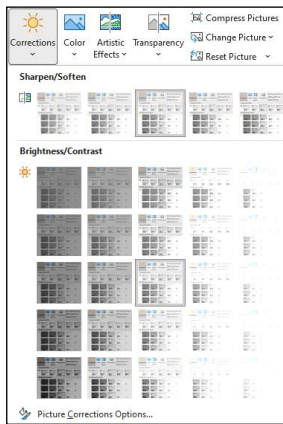 Compress Pictures
Corrections Color Artistic Effects Transparency
Change Picture
Reset Picture
Sharpen/Soften
Brightness/Contrast
Picture Corrections Options...